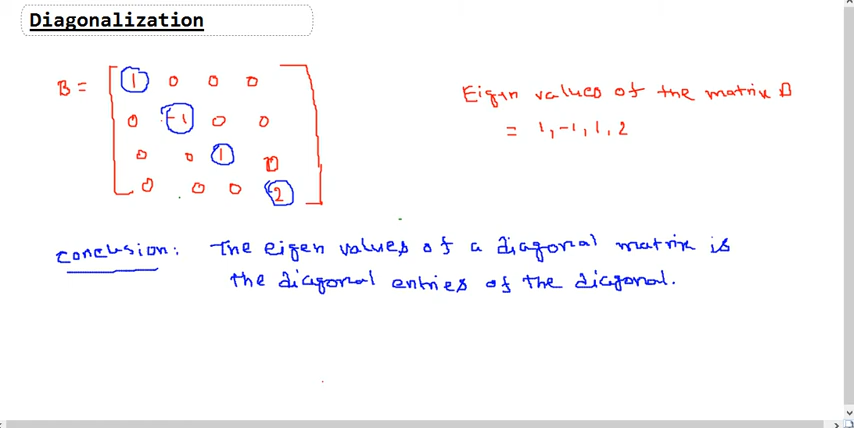 Diagonalization
B = [ 1 0 0 0
0 -1 0 0
0 0 1 0
0 0 0 2 ]
Eigen values of the matrix B
= 1, -1, 1, 2
Conclusion: The eigen values of a diagonal matrix is
the diagonal entries of the diagonal.